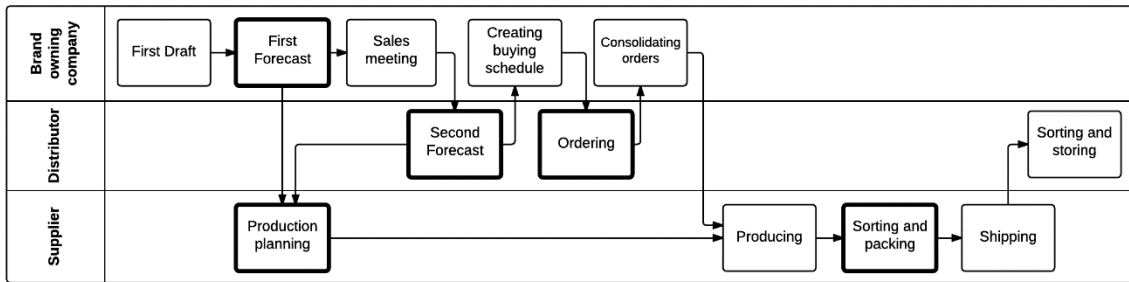 Brand
owning
company
First Draft
First
Forecast
Sales
meeting
Creating
buying
schedule
Consolidating
orders
Distributor
Second
Forecast
Ordering
Sorting and
storing
Supplier
Production
planning
Producing
Sorting and
packing
Shipping